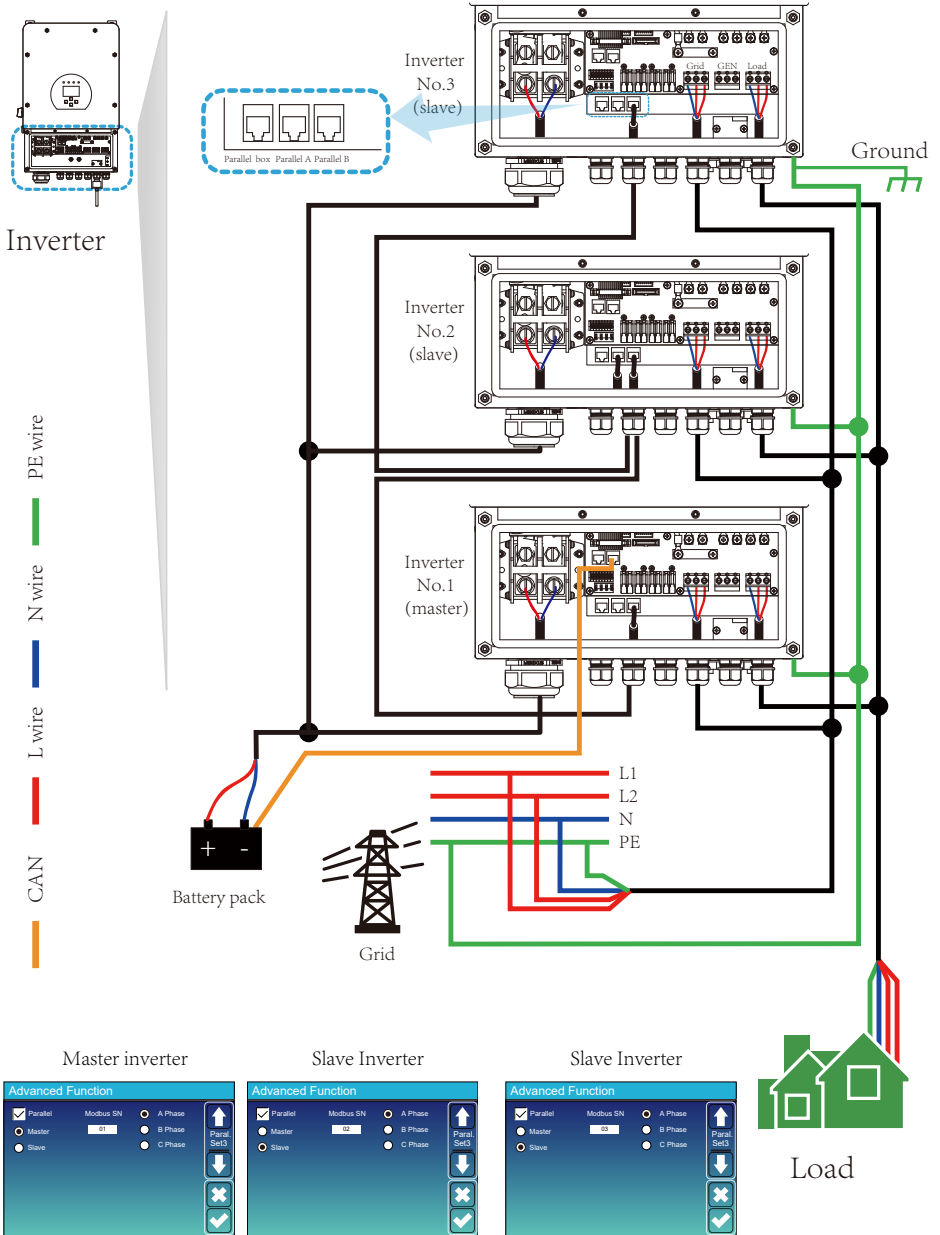 Inverter
No.3
(slave)
Grid GEN Load
Parallel box Parallel A Parallel B
Ground
Inverter
Inverter
No.2
(slave)
PE wire
N wire
L wire
CAN
Inverter
No.1
(master)
L1
L2
N
PE
+ -
Battery pack
Grid
Load
Master inverter
Advanced Function
Parallel Modbus SN A Phase
Master 01 B Phase
Slave C Phase
Paral.
Set3
Slave Inverter
Advanced Function
Parallel Modbus SN A Phase
Master 02 B Phase
Slave C Phase
Paral.
Set3
Slave Inverter
Advanced Function
Parallel Modbus SN A Phase
Master 03 B Phase
Slave C Phase
Paral.
Set3